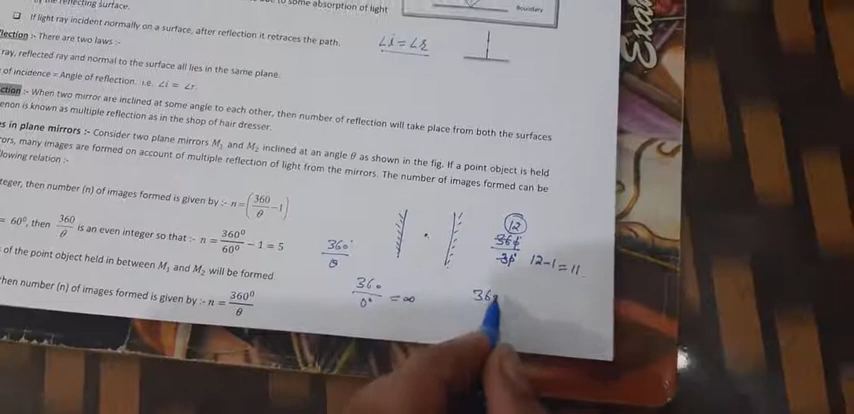 the reflecting surface.
to some absorption of light
Boundary
❑ If light ray incident normally on a surface, after reflection it retraces the path.
∠i = ∠r
lection :- There are two laws :-
ray, reflected ray and normal to the surface all lies in the same plane.
of incidence = Angle of reflection. i.e. ∠i = ∠r
ction :- When two mirror are inclined at some angle to each other, then number of reflection will take place from both the surfaces
enon is known as multiple reflection as in the shop of hair dresser.
es in plane mirrors :- Consider two plane mirrors M₁ and M₂ inclined at an angle θ as shown in the fig. If a point object is held
rors, many images are formed on account of multiple reflection of light from the mirrors. The number of images formed can be
lowing relation :-
teger, then number (n) of images formed is given by :- n = (360/θ − 1)
= 60⁰, then 360/θ is an even integer so that :- n = 360⁰/60⁰ − 1 = 5
360°/θ
12
360/30 12-1 = 11
of the point object held in between M₁ and M₂ will be formed.
hen number (n) of images formed is given by :- n = 360⁰/θ
360/0° = ∞
36
Exa